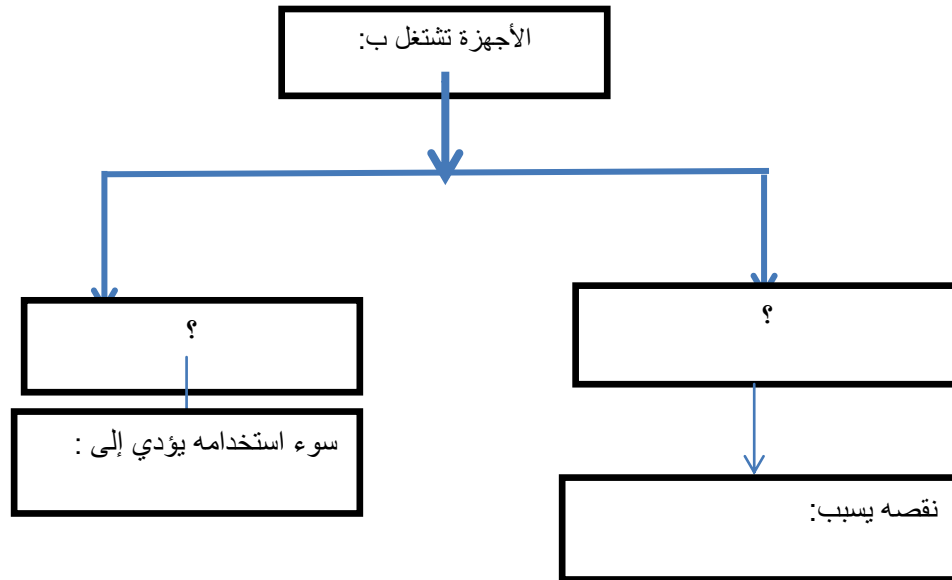 الأجهزة تشتغل ب:
؟
؟
سوء استخدامه يؤدي إلى :
نقصه يسبب: